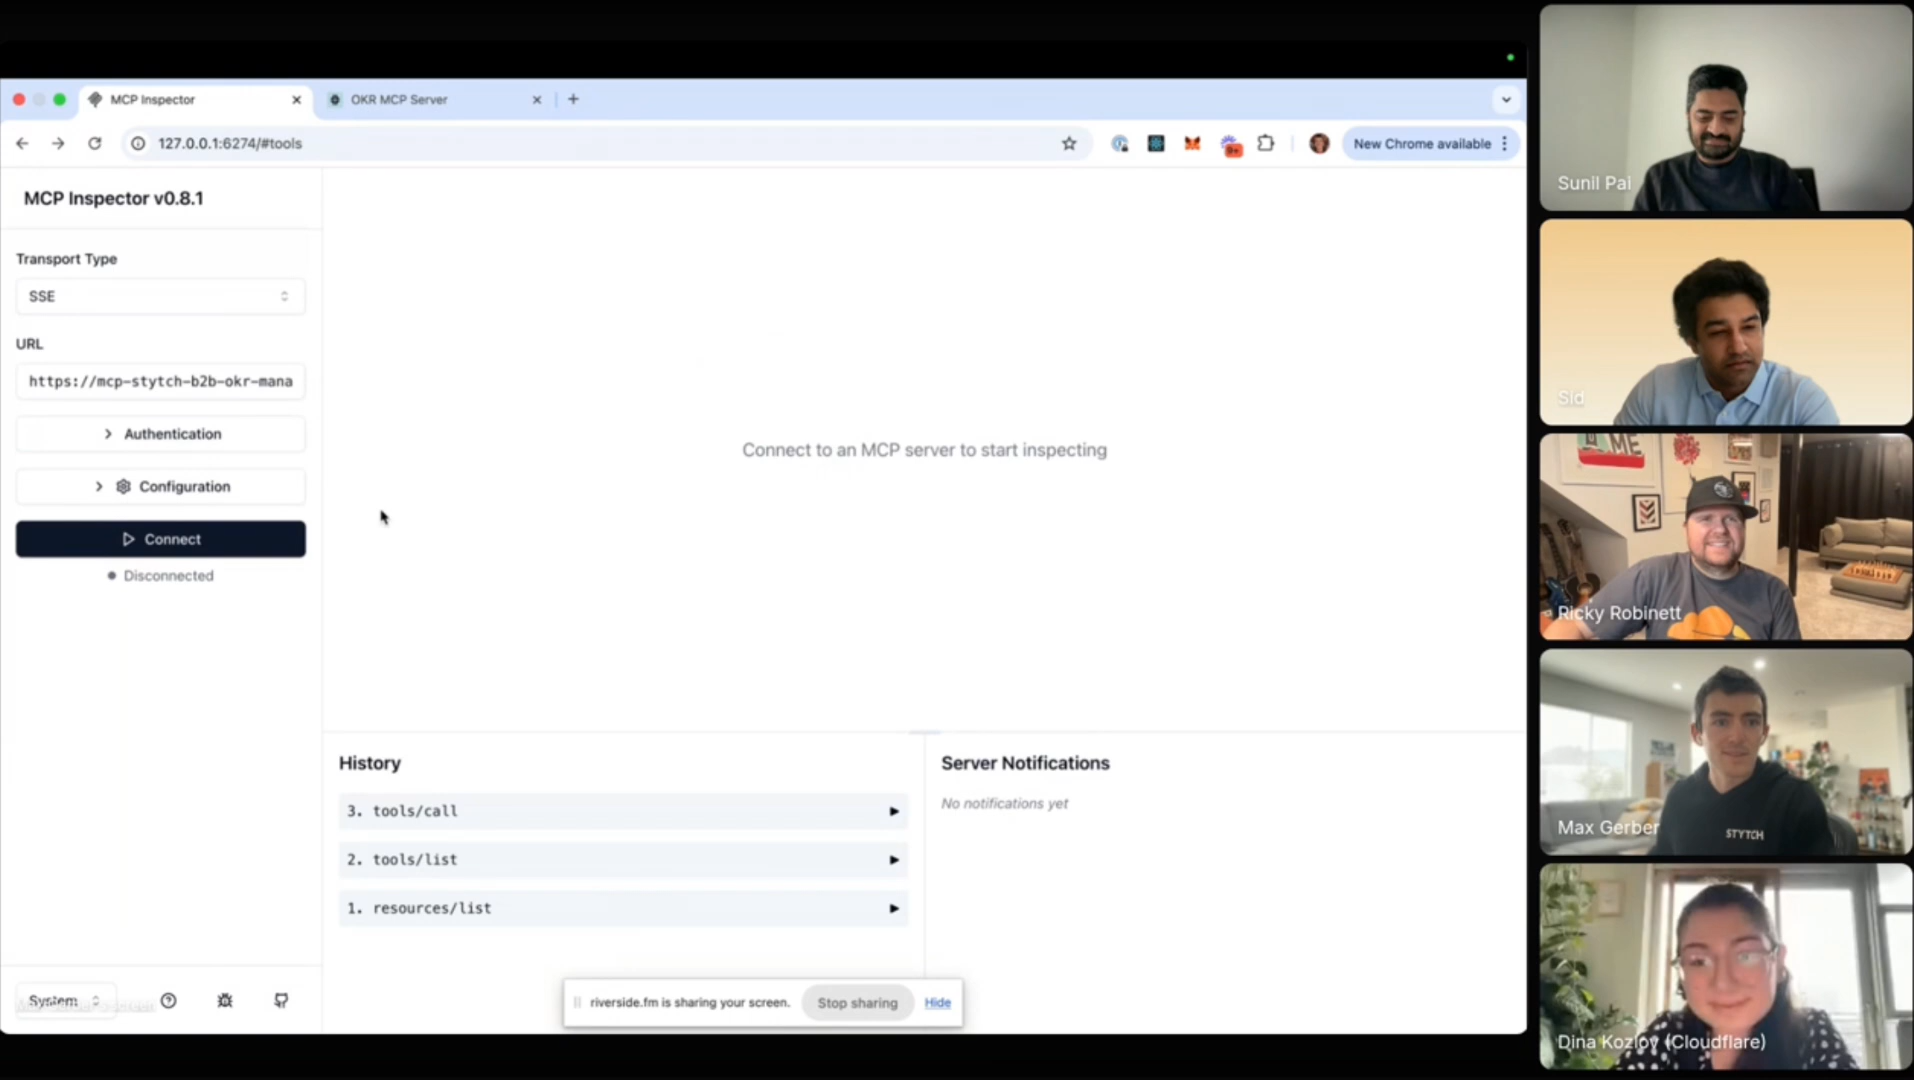 MCP Inspector
OKR MCP Server
127.0.0.1:6274/#tools
New Chrome available
MCP Inspector v0.8.1
Transport Type
SSE
URL
https://mcp-stytch-b2b-okr-mana
Authentication
Configuration
Connect
Disconnected
Connect to an MCP server to start inspecting
History
3. tools/call
2. tools/list
1. resources/list
Server Notifications
No notifications yet
System
riverside.fm is sharing your screen.
Stop sharing
Hide
Sunil Pai
Sid
ME
Ricky Robinett
Max Gerber
STYTCH
Dina Kozlov (Cloudflare)